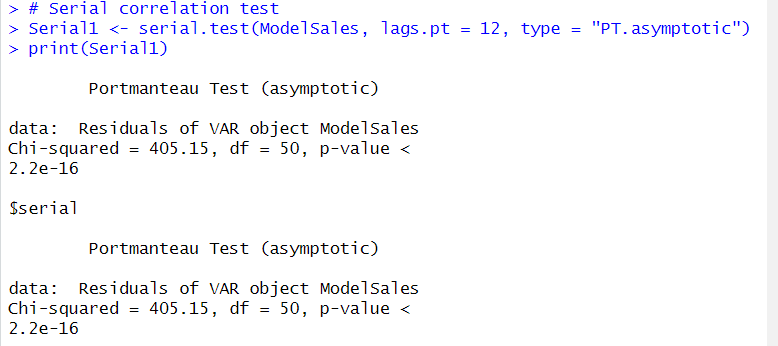 > # Serial correlation test
> Serial1 <- serial.test(ModelSales, lags.pt = 12, type = "PT.asymptotic")
> print(Serial1)
Portmanteau Test (asymptotic)
data:  Residuals of VAR object ModelSales
Chi-squared = 405.15, df = 50, p-value <
2.2e-16
$serial
Portmanteau Test (asymptotic)
data:  Residuals of VAR object ModelSales
Chi-squared = 405.15, df = 50, p-value <
2.2e-16